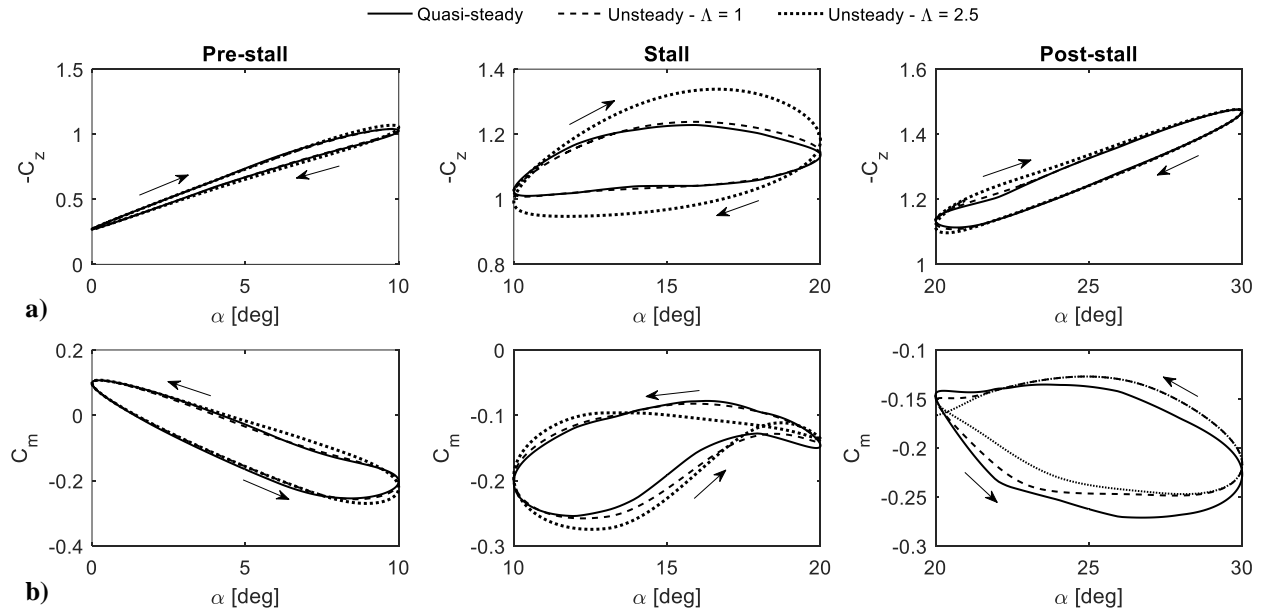 Quasi-steady Unsteady - Λ = 1 Unsteady - Λ = 2.5
Pre-stall
1.5
1
0.5
0
-C_z
0 5 10
α [deg]
Stall
1.4
1.2
1
0.8
-C_z
10 15 20
α [deg]
Post-stall
1.6
1.4
1.2
1
-C_z
20 25 30
α [deg]
a)
0.2
0
-0.2
-0.4
C_m
0 5 10
α [deg]
0
-0.1
-0.2
-0.3
C_m
10 15 20
α [deg]
-0.1
-0.15
-0.2
-0.25
-0.3
C_m
20 25 30
α [deg]
b)